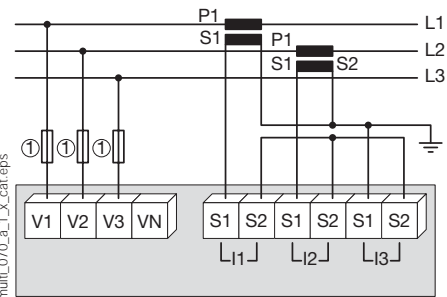 P1
L1
S1
P1
L2
S1 S2
L3
① ① ①
V1 V2 V3 VN S1 S2 S1 S2 S1 S2
I1 I2 I3
multi_070_a_1_x_cat.eps